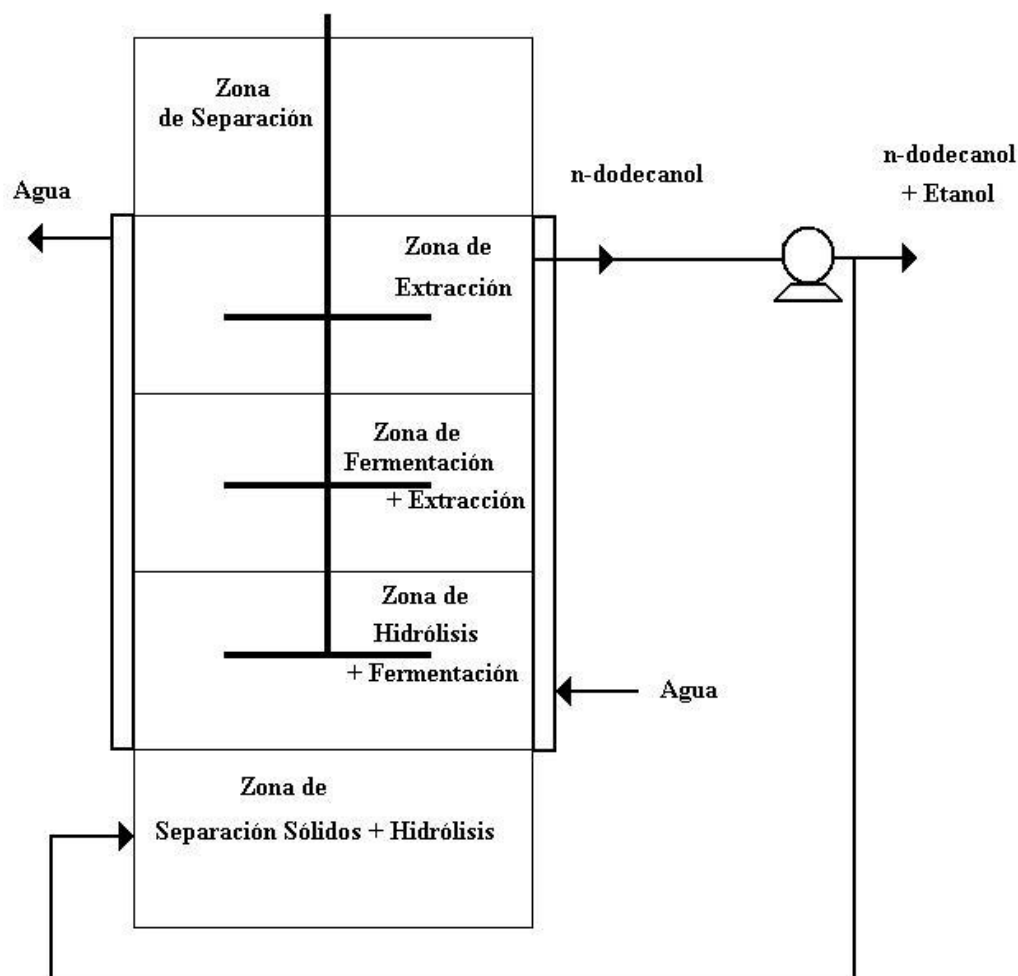 Zona
de Separación
Agua
n-dodecanol
n-dodecanol
+ Etanol
Zona de
Extracción
Zona de
Fermentación
+ Extracción
Zona de
Hidrólisis
+ Fermentación
Agua
Zona de
Separación Sólidos + Hidrólisis